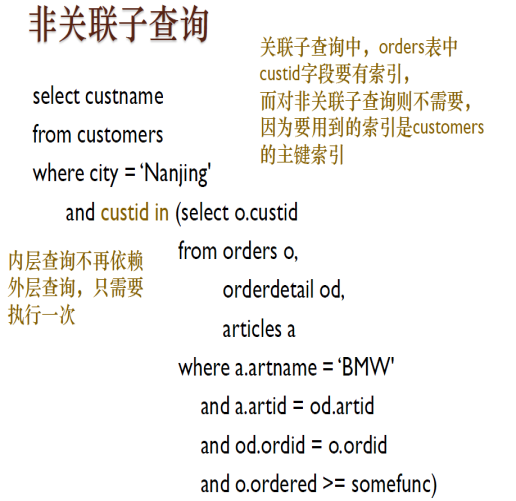 非关联子查询
关联子查询中，orders表中
custid字段要有索引，
而对非关联子查询则不需要，
因为要用到的索引是customers
的主键索引
select custname
from customers
where city = ‘Nanjing'
and custid in (select o.custid
from orders o,
orderdetail od,
articles a
where a.artname = ‘BMW'
and a.artid = od.artid
and od.ordid = o.ordid
and o.ordered >= somefunc)
内层查询不再依赖
外层查询，只需要
执行一次